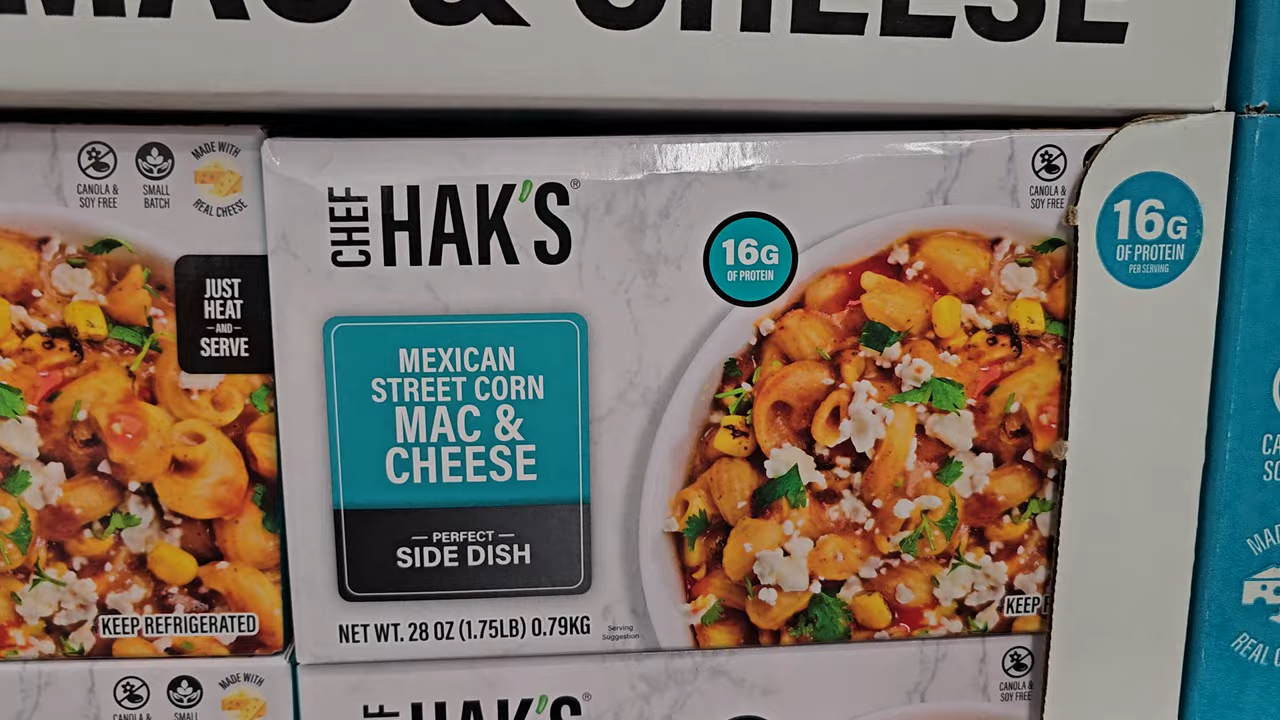 MAC & CHEESE
CANOLA &
SOY FREE
SMALL
BATCH
MADE WITH
REAL CHEESE
JUST
HEAT
AND
SERVE
KEEP REFRIGERATED
CHEF
HAK'S®
16G
OF PROTEIN
CANOLA &
SOY FREE
MEXICAN
STREET CORN
MAC &
CHEESE
PERFECT
SIDE DISH
NET WT. 28 OZ (1.75LB) 0.79KG
Serving
Suggestion
KEEP
16G
OF PROTEIN
PER SERVING
MADE WITH
SMALL
CANOLA &
HAK'S®
CANOLA &
SOY FREE
REAL